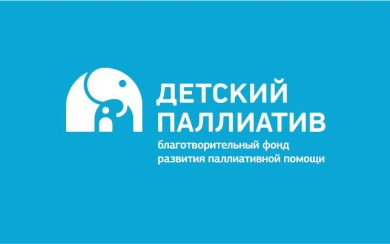 ДЕТСКИЙ
ПАЛЛИАТИВ
благотворительный фонд
развития паллиативной помощи